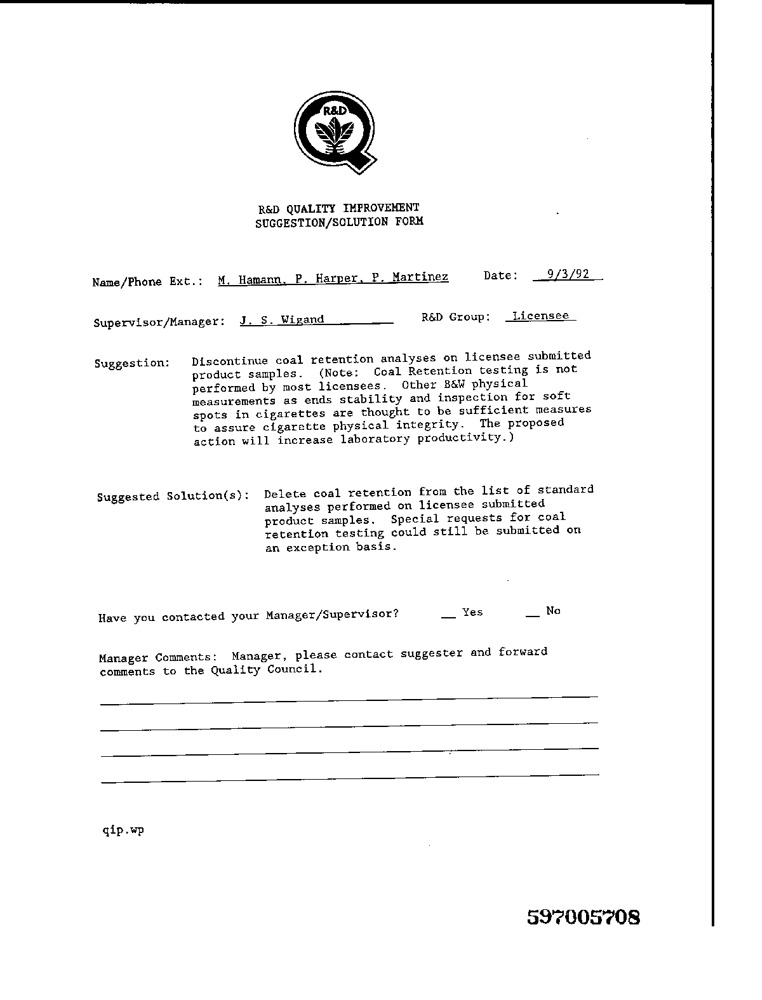 R&D
R&D QUALITY IMPROVEMENT
SUGGESTION/SOLUTION FORM
Name/Phone Ext.: M. Hamann, P. Harper, P. Martinez Date: 9/3/92
Supervisor/Manager: J. S. Wigand R&D Group: Licensee
Suggestion: Discontinue coal retention analyses on licensee submitted
product samples. (Note: Coal Retention testing is not
performed by most licensees. Other B&W physical
measurements as ends stability and inspection for soft
spots in cigarettes are thought to be sufficient measures
to assure cigarette physical integrity. The proposed
action will increase laboratory productivity.)
Suggested Solution(s): Delete coal retention from the list of standard
analyses performed on licensee submitted
product samples. Special requests for coal
retention testing could still be submitted on
an exception basis.
Have you contacted your Manager/Supervisor? __ Yes __ No
Manager Comments: Manager, please contact suggester and forward
comments to the Quality Council.
qip.wp
597005708